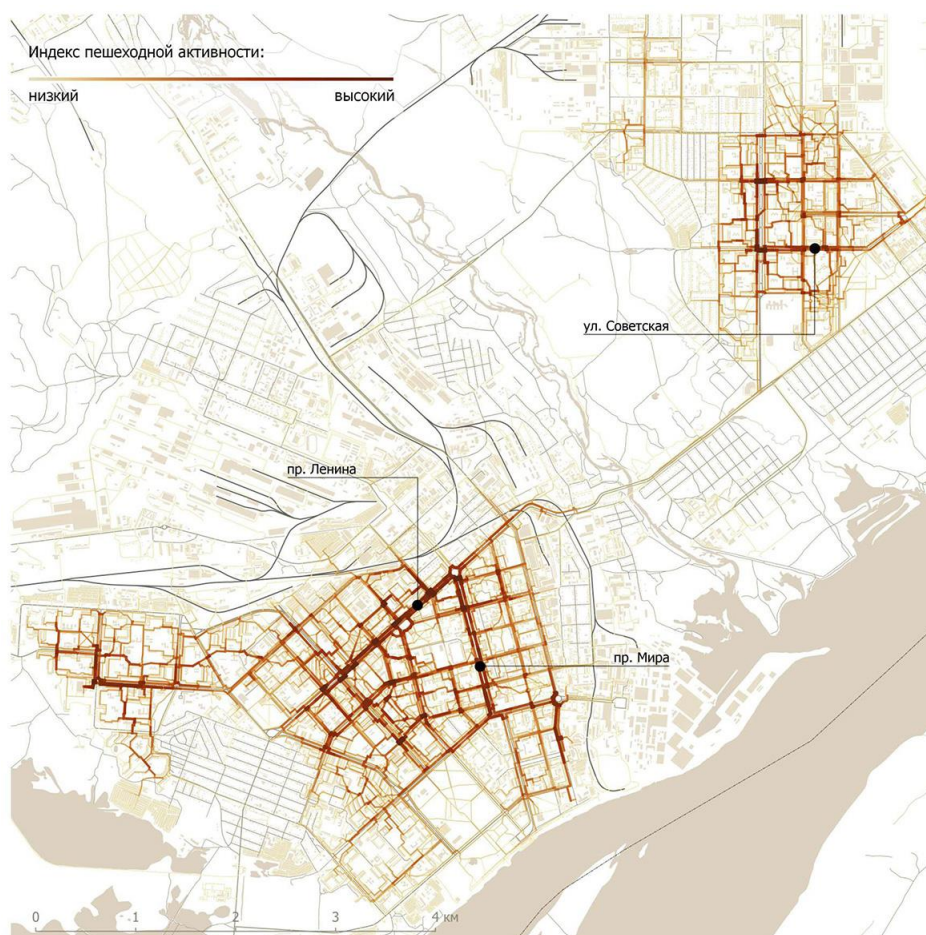 Индекс пешеходной активности:
низкий высокий
ул. Советская
пр. Ленина
пр. Мира
0 1 2 3 4 км